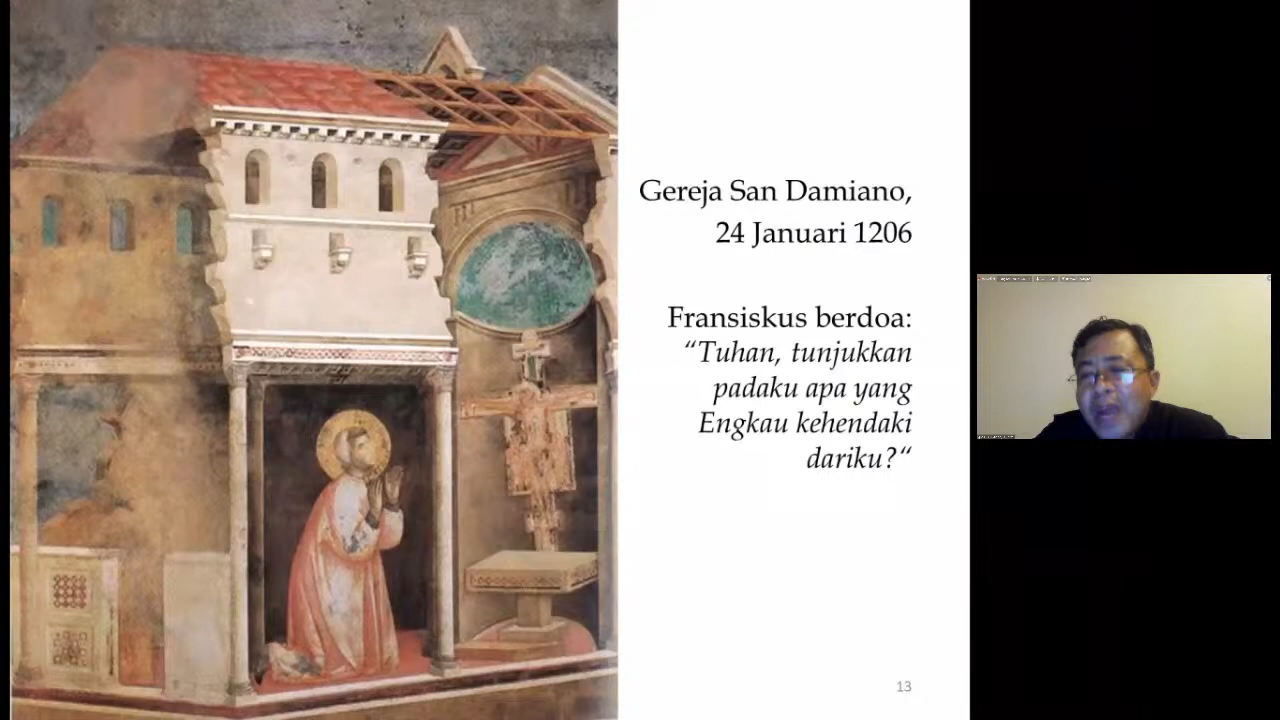 Gereja San Damiano,
24 Januari 1206
Fransiskus berdoa:
“Tuhan, tunjukkan
padaku apa yang
Engkau kehendaki
dariku?“
13